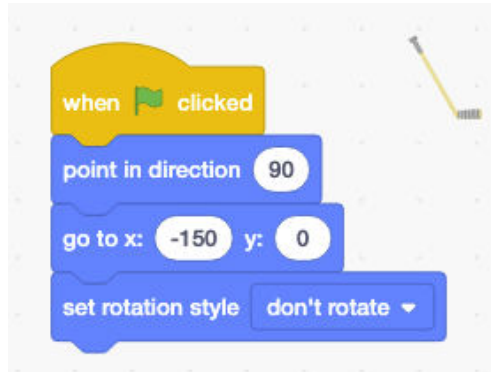 when clicked
point in direction 90
go to x: -150 y: 0
set rotation style don't rotate